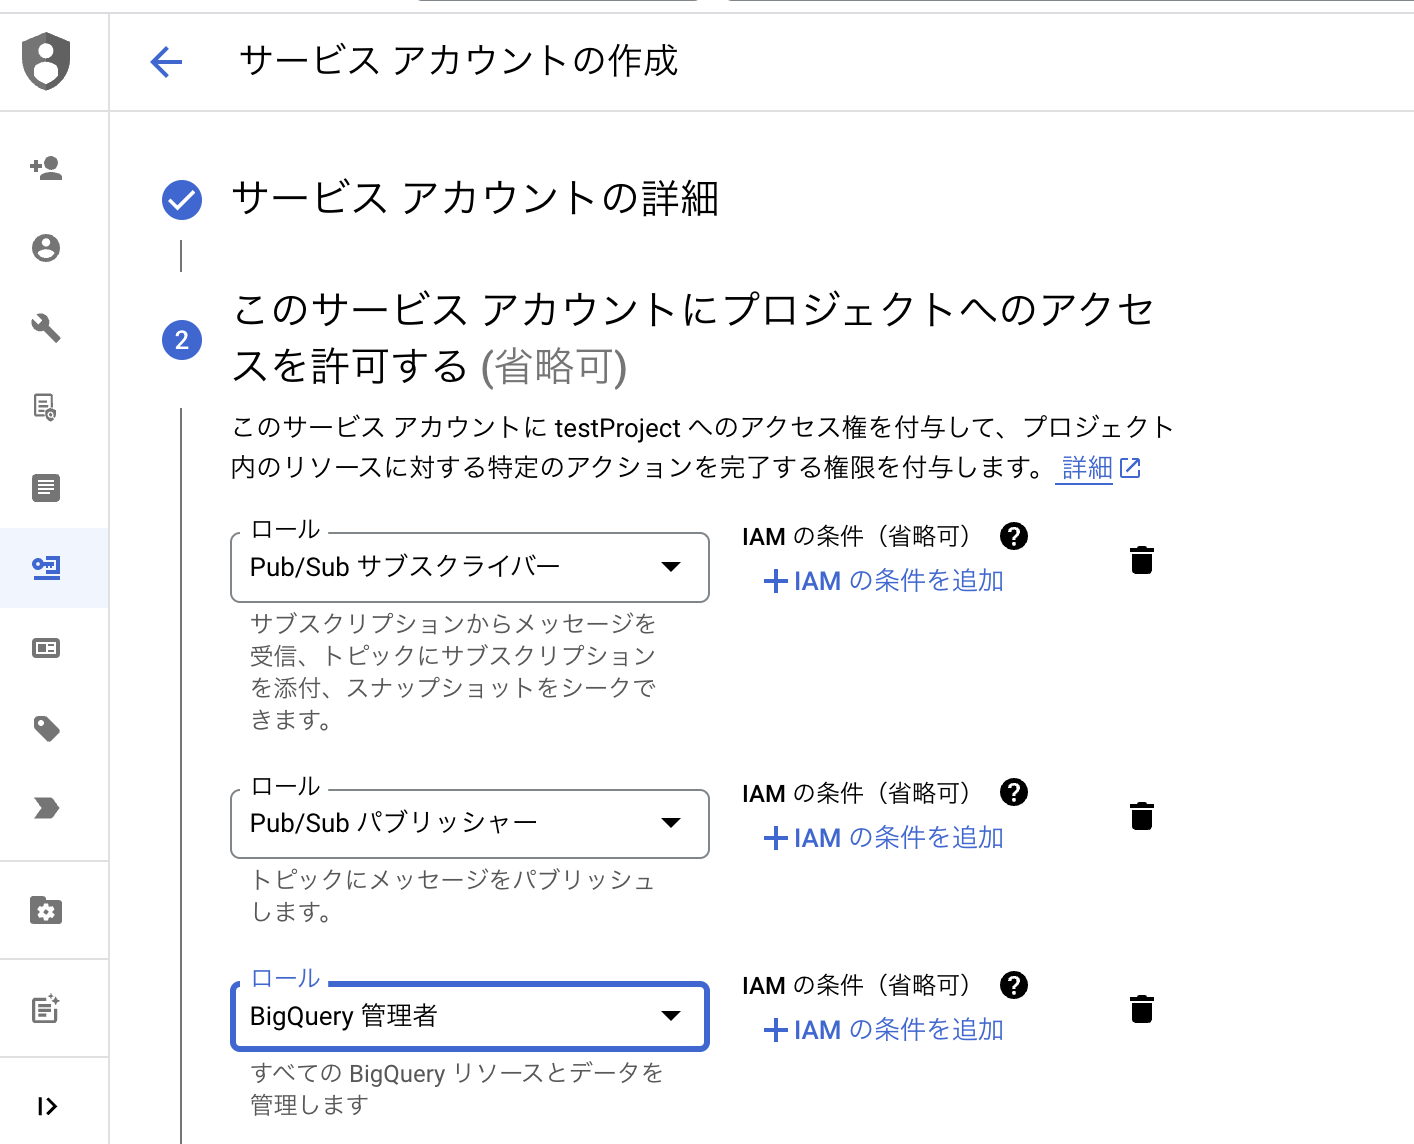 サービス アカウントの作成
サービス アカウントの詳細
2
このサービス アカウントにプロジェクトへのアクセ
スを許可する (省略可)
このサービス アカウントに testProject へのアクセス権を付与して、プロジェクト
内のリソースに対する特定のアクションを完了する権限を付与します。 詳細
ロール
Pub/Sub サブスクライバー
IAM の条件（省略可） ?
+ IAM の条件を追加
サブスクリプションからメッセージを
受信、トピックにサブスクリプション
を添付、スナップショットをシークで
きます。
ロール
Pub/Sub パブリッシャー
IAM の条件（省略可） ?
+ IAM の条件を追加
トピックにメッセージをパブリッシュ
します。
ロール
BigQuery 管理者
IAM の条件（省略可） ?
+ IAM の条件を追加
すべての BigQuery リソースとデータを
管理します